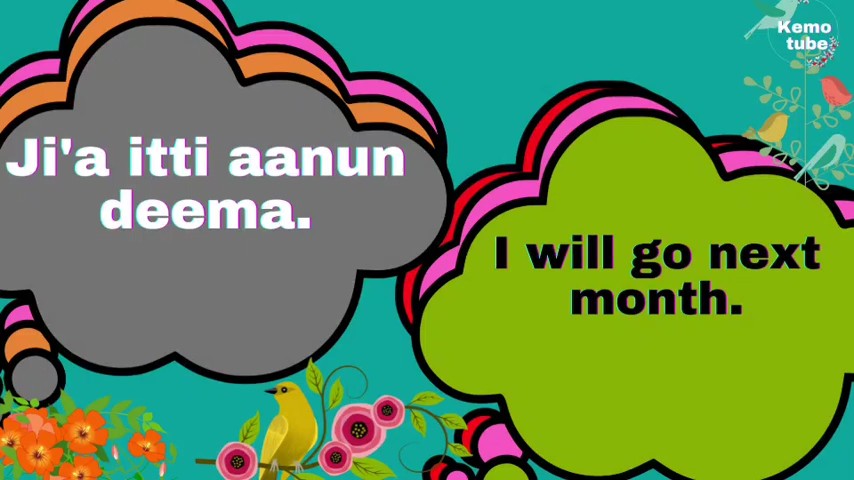 Ji'a itti aanun
deema.
I will go next
month.
Kemo
tube